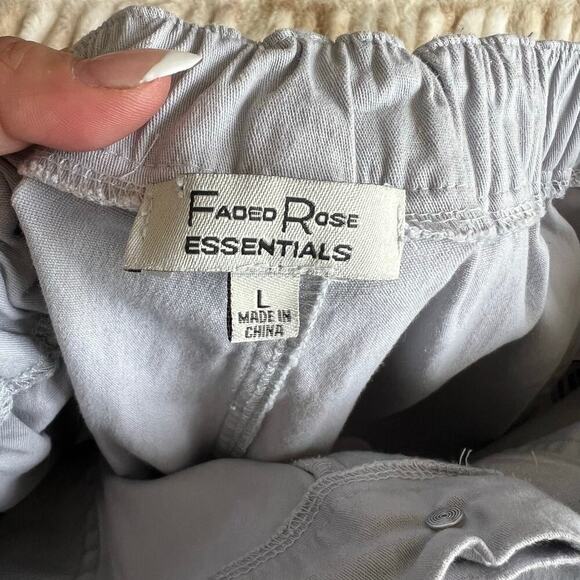 FADED ROSE
ESSENTIALS
L
MADE IN
CHINA